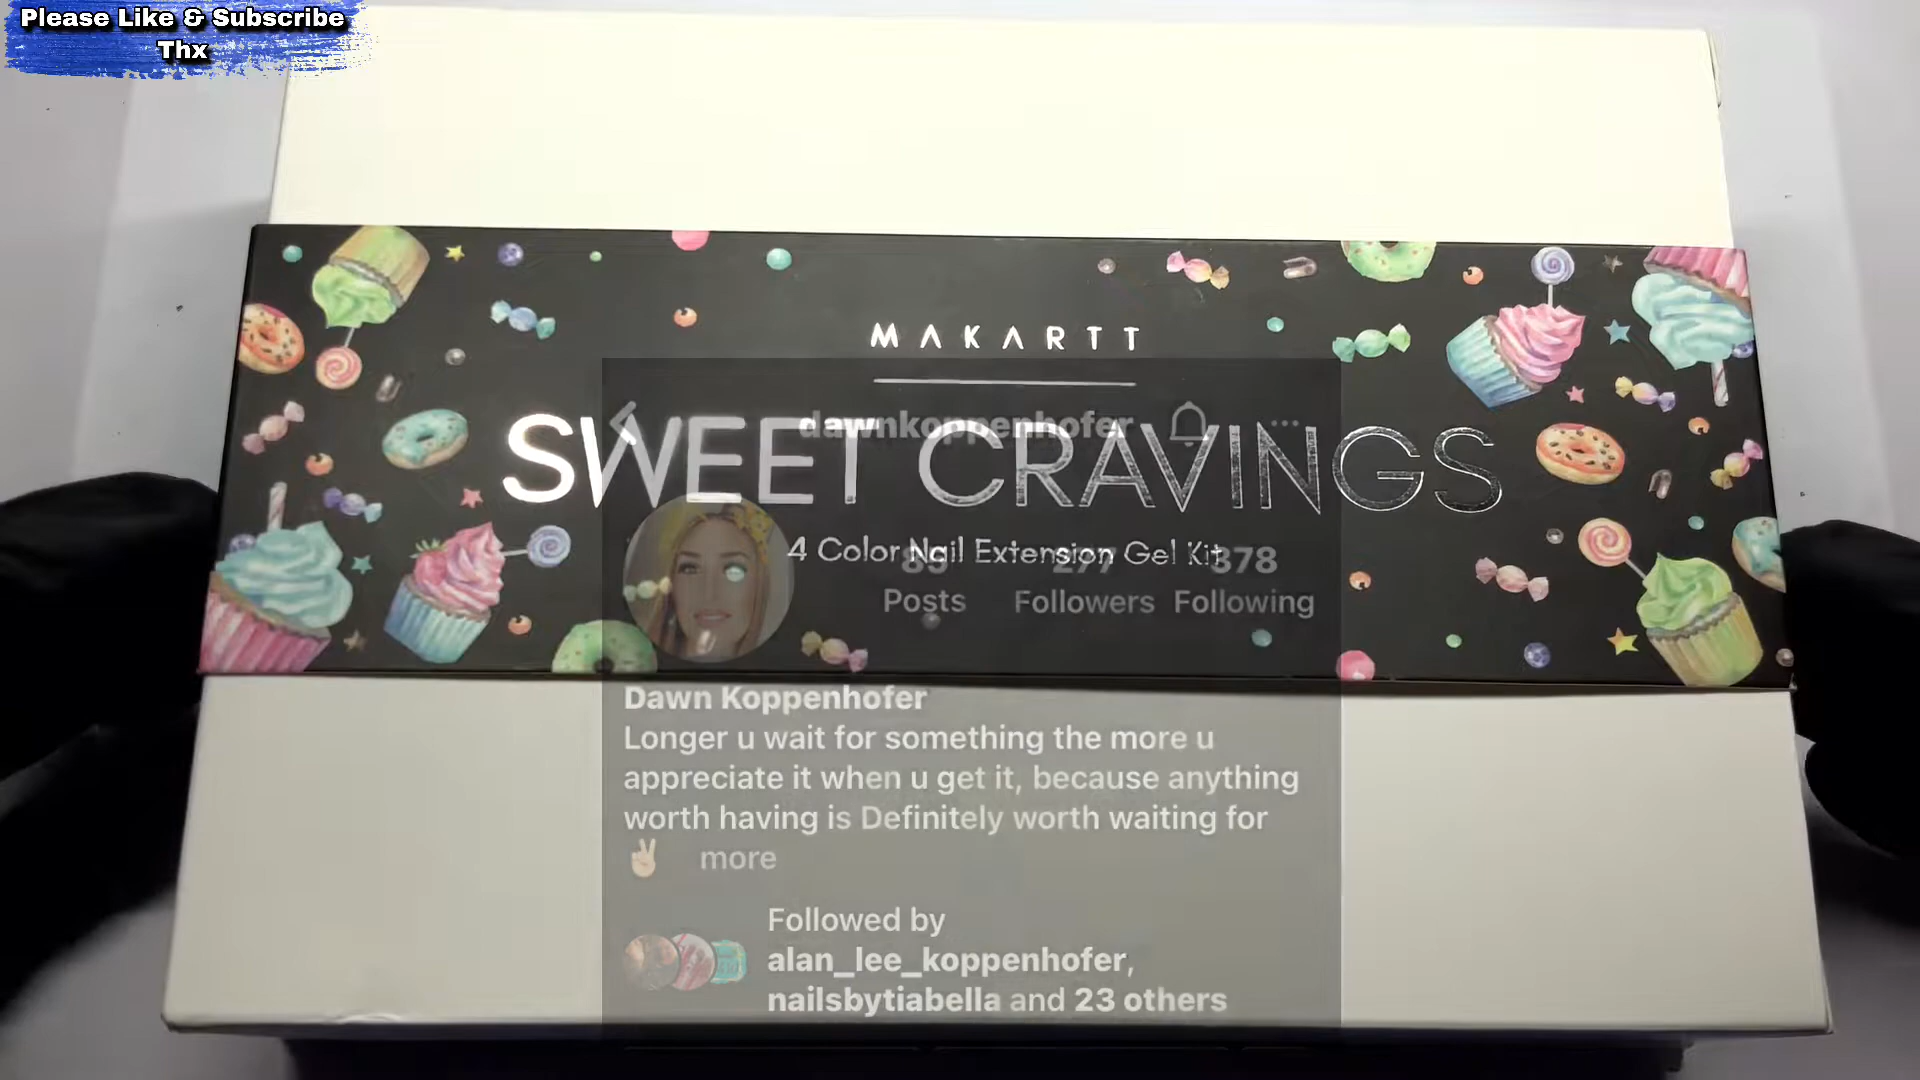 Please Like & Subscribe
Thx
MAKARTT
dawnkoppenhofer
SWEET CRAVINGS
4 Color Nail Extension Gel Kit
85 277 378
Posts Followers Following
Dawn Koppenhofer
Longer u wait for something the more u
appreciate it when u get it, because anything
worth having is Definitely worth waiting for
✌🏻 more
Followed by
alan_lee_koppenhofer,
nailsbytiabella and 23 others